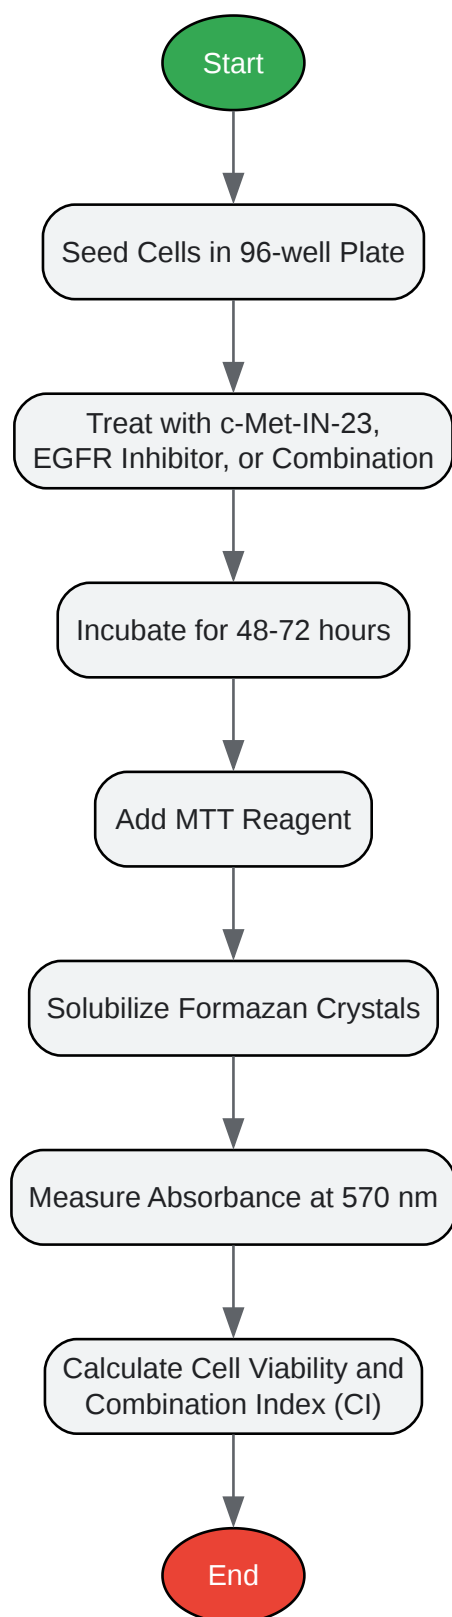 Start
Seed Cells in 96-well Plate
Treat with c-Met-IN-23,
EGFR Inhibitor, or Combination
Incubate for 48-72 hours
Add MTT Reagent
Solubilize Formazan Crystals
Measure Absorbance at 570 nm
Calculate Cell Viability and
Combination Index (CI)
End